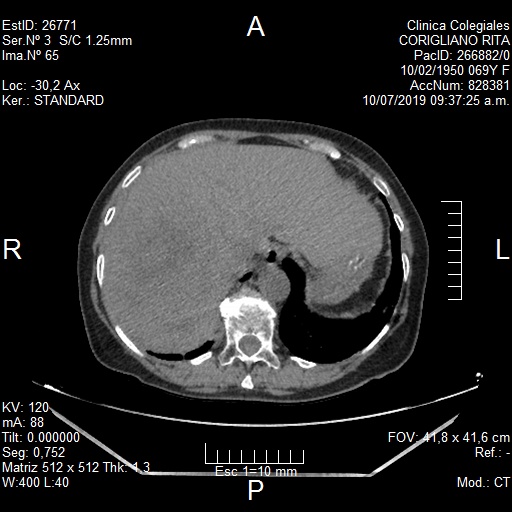 EstID: 26771
Ser.Nº 3 S/C 1.25mm
Ima.Nº 65
Loc: -30,2 Ax
Ker.: STANDARD
A
Clinica Colegiales
CORIGLIANO RITA
PacID: 266882/0
10/02/1950 069Y F
AccNum: 828381
10/07/2019 09:37:25 a.m.
R
L
KV: 120
mA: 88
Tilt: 0.000000
Seg: 0,752
Matriz 512 x 512 Thk: 1.3
W:400 L:40
Esc 1=10 mm
P
FOV: 41,8 x 41,6 cm
Ref.: -
Mod.: CT